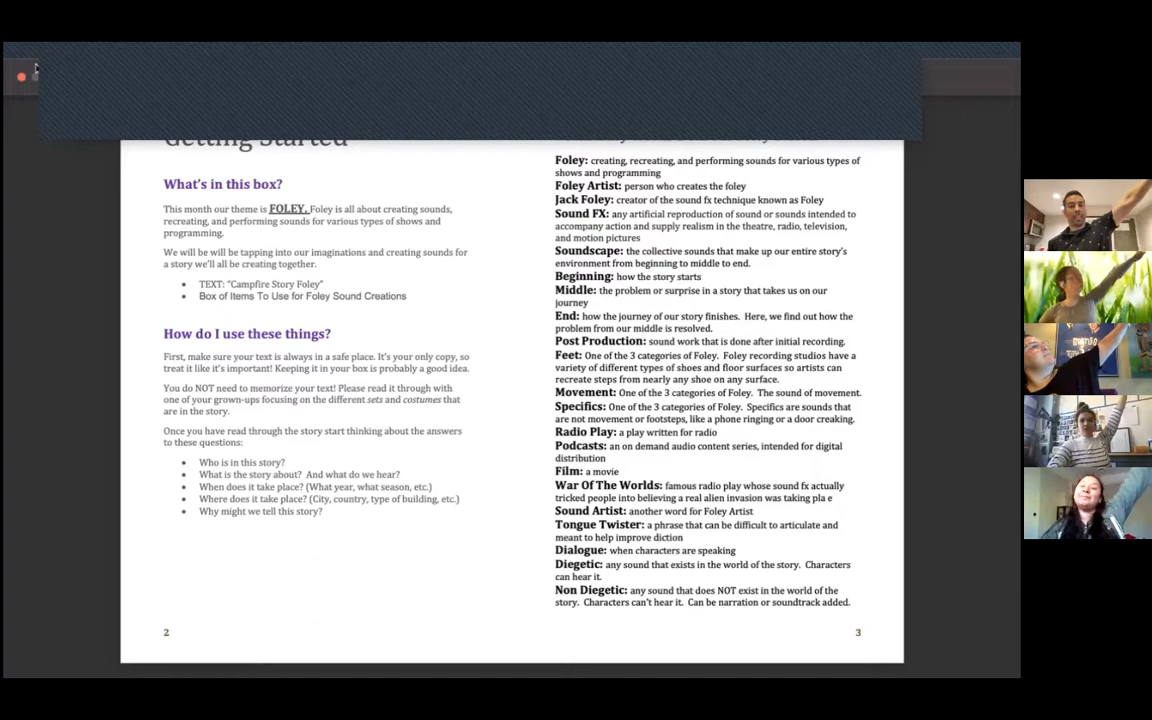 Getting Started
What's in this box?
This month our theme is FOLEY. Foley is all about creating sounds,
recreating, and performing sounds for various types of shows and
programming.
We will be will be tapping into our imaginations and creating sounds for
a story we'll all be creating together.
• TEXT: "Campfire Story Foley"
• Box of Items To Use for Foley Sound Creations
How do I use these things?
First, make sure your text is always in a safe place. It's your only copy, so
treat it like it's important! Keeping it in your box is probably a good idea.
You do NOT need to memorize your text! Please read it through with
one of your grown-ups focusing on the different sets and costumes that
are in the story.
Once you have read through the story start thinking about the answers
to these questions:
• Who is in this story?
• What is the story about? And what do we hear?
• When does it take place? (What year, what season, etc.)
• Where does it take place? (City, country, type of building, etc.)
• Why might we tell this story?
2
Foley: creating, recreating, and performing sounds for various types of
shows and programming
Foley Artist: person who creates the foley
Jack Foley: creator of the sound fx technique known as Foley
Sound FX: any artificial reproduction of sound or sounds intended to
accompany action and supply realism in the theatre, radio, television,
and motion pictures
Soundscape: the collective sounds that make up our entire story's
environment from beginning to middle to end.
Beginning: how the story starts
Middle: the problem or surprise in a story that takes us on our
journey
End: how the journey of our story finishes. Here, we find out how the
problem from our middle is resolved.
Post Production: sound work that is done after initial recording.
Feet: One of the 3 categories of Foley. Foley recording studios have a
variety of different types of shoes and floor surfaces so artists can
recreate steps from nearly any shoe on any surface.
Movement: One of the 3 categories of Foley. The sound of movement.
Specifics: One of the 3 categories of Foley. Specifics are sounds that
are not movement or footsteps, like a phone ringing or a door creaking.
Radio Play: a play written for radio
Podcasts: an on demand audio content series, intended for digital
distribution
Film: a movie
War Of The Worlds: famous radio play whose sound fx actually
tricked people into believing a real alien invasion was taking pla e
Sound Artist: another word for Foley Artist
Tongue Twister: a phrase that can be difficult to articulate and
meant to help improve diction
Dialogue: when characters are speaking
Diegetic: any sound that exists in the world of the story. Characters
can hear it.
Non Diegetic: any sound that does NOT exist in the world of the
story. Characters can't hear it. Can be narration or soundtrack added.
3